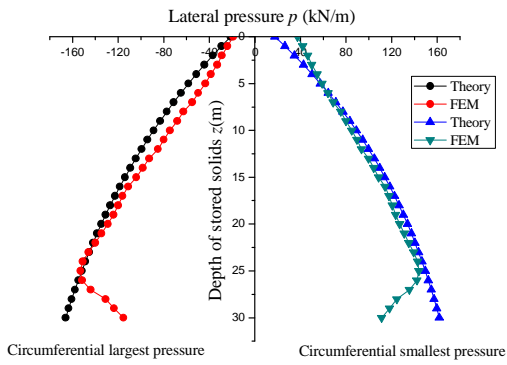 Lateral pressure p (kN/m)
-160 -120 -80 -40 0 40 80 120 160
0
5
10
15
20
25
30
Depth of stored solids z(m)
Theory
FEM
Theory
FEM
Circumferential largest pressure
Circumferential smallest pressure